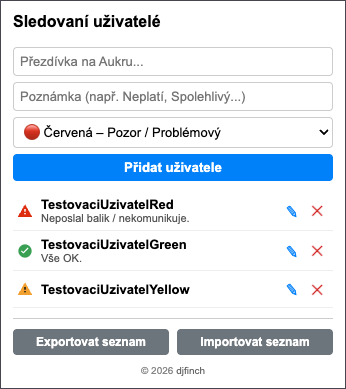 Sledovaní uživatelé
Přezdívka na Aukru...
Poznámka (např. Neplatí, Spolehlivý...)
Červená – Pozor / Problémový
Přidat uživatele
TestovaciUzivatelRed
Neposlal balik / nekomunikuje.
TestovaciUzivatelGreen
Vše OK.
TestovaciUzivatelYellow
Exportovat seznam
Importovat seznam
© 2026 djfinch